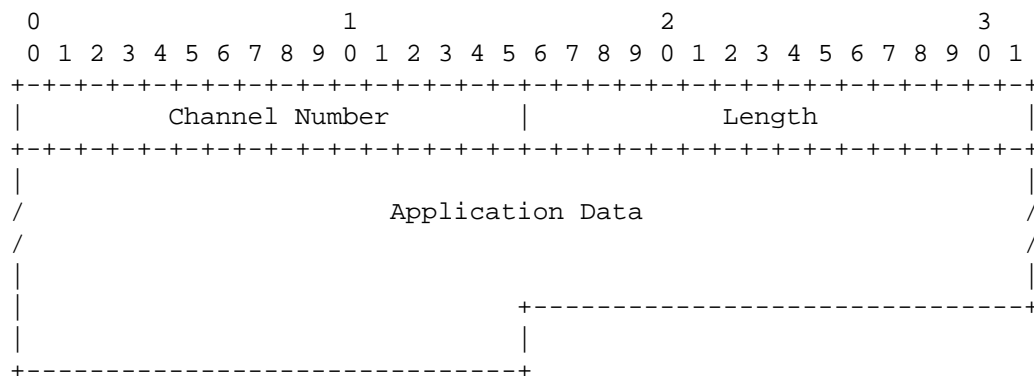 0                   1                   2                   3
 0 1 2 3 4 5 6 7 8 9 0 1 2 3 4 5 6 7 8 9 0 1 2 3 4 5 6 7 8 9 0 1
+-+-+-+-+-+-+-+-+-+-+-+-+-+-+-+-+-+-+-+-+-+-+-+-+-+-+-+-+-+-+-+-+
|         Channel Number        |            Length             |
+-+-+-+-+-+-+-+-+-+-+-+-+-+-+-+-+-+-+-+-+-+-+-+-+-+-+-+-+-+-+-+-+
|                                                               |
/                       Application Data                        /
/                                                               /
|                                                               |
|                               +-------------------------------+
|                               |
+-------------------------------+